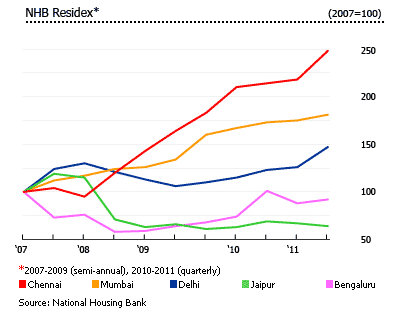 NHB Residex* (2007=100)
250
200
150
100
50
'07 '08 '09 '10 '11
*2007-2009 (semi-annual), 2010-2011 (quarterly)
Chennai Mumbai Delhi Jaipur Bengaluru
Source: National Housing Bank